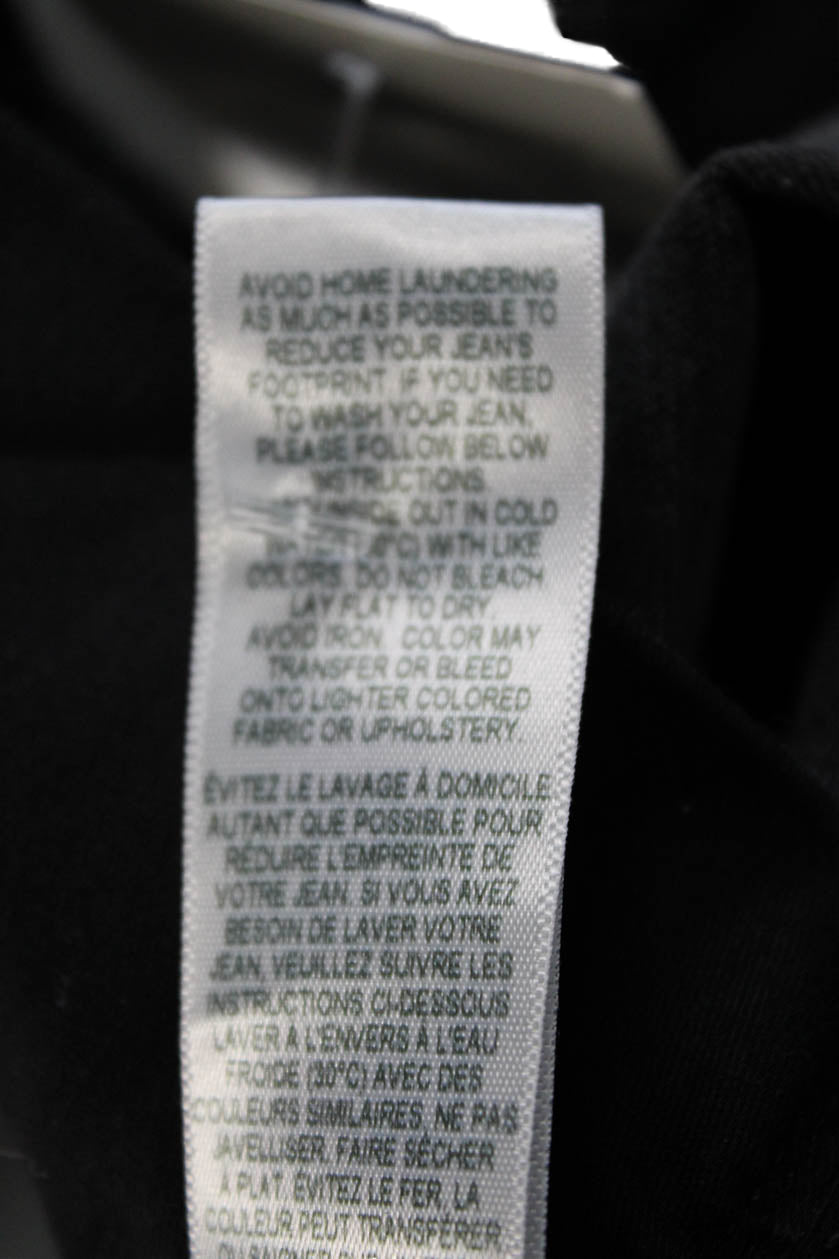 AVOID HOME LAUNDERING
AS MUCH AS POSSIBLE TO
REDUCE YOUR JEAN'S
FOOTPRINT. IF YOU NEED
TO WASH YOUR JEAN,
PLEASE FOLLOW BELOW
INSTRUCTIONS.
OUT IN COLD
WITH LIKE
COLORS. DO NOT BLEACH.
LAY FLAT TO DRY.
AVOID IRON. COLOR MAY
TRANSFER OR BLEED
ONTO LIGHTER COLORED
FABRIC OR UPHOLSTERY.
ÉVITEZ LE LAVAGE À DOMICILE
AUTANT QUE POSSIBLE POUR
RÉDUIRE L'EMPREINTE DE
VOTRE JEAN. SI VOUS AVEZ
BESOIN DE LAVER VOTRE
JEAN, VEUILLEZ SUIVRE LES
INSTRUCTIONS CI-DESSOUS
LAVER À L'ENVERS À L'EAU
FROIDE (30°C) AVEC DES
COULEURS SIMILAIRES. NE PAS
JAVELLISER. FAIRE SÉCHER
À PLAT. ÉVITEZ LE FER, LA
COULEUR PEUT TRANSFÉRER